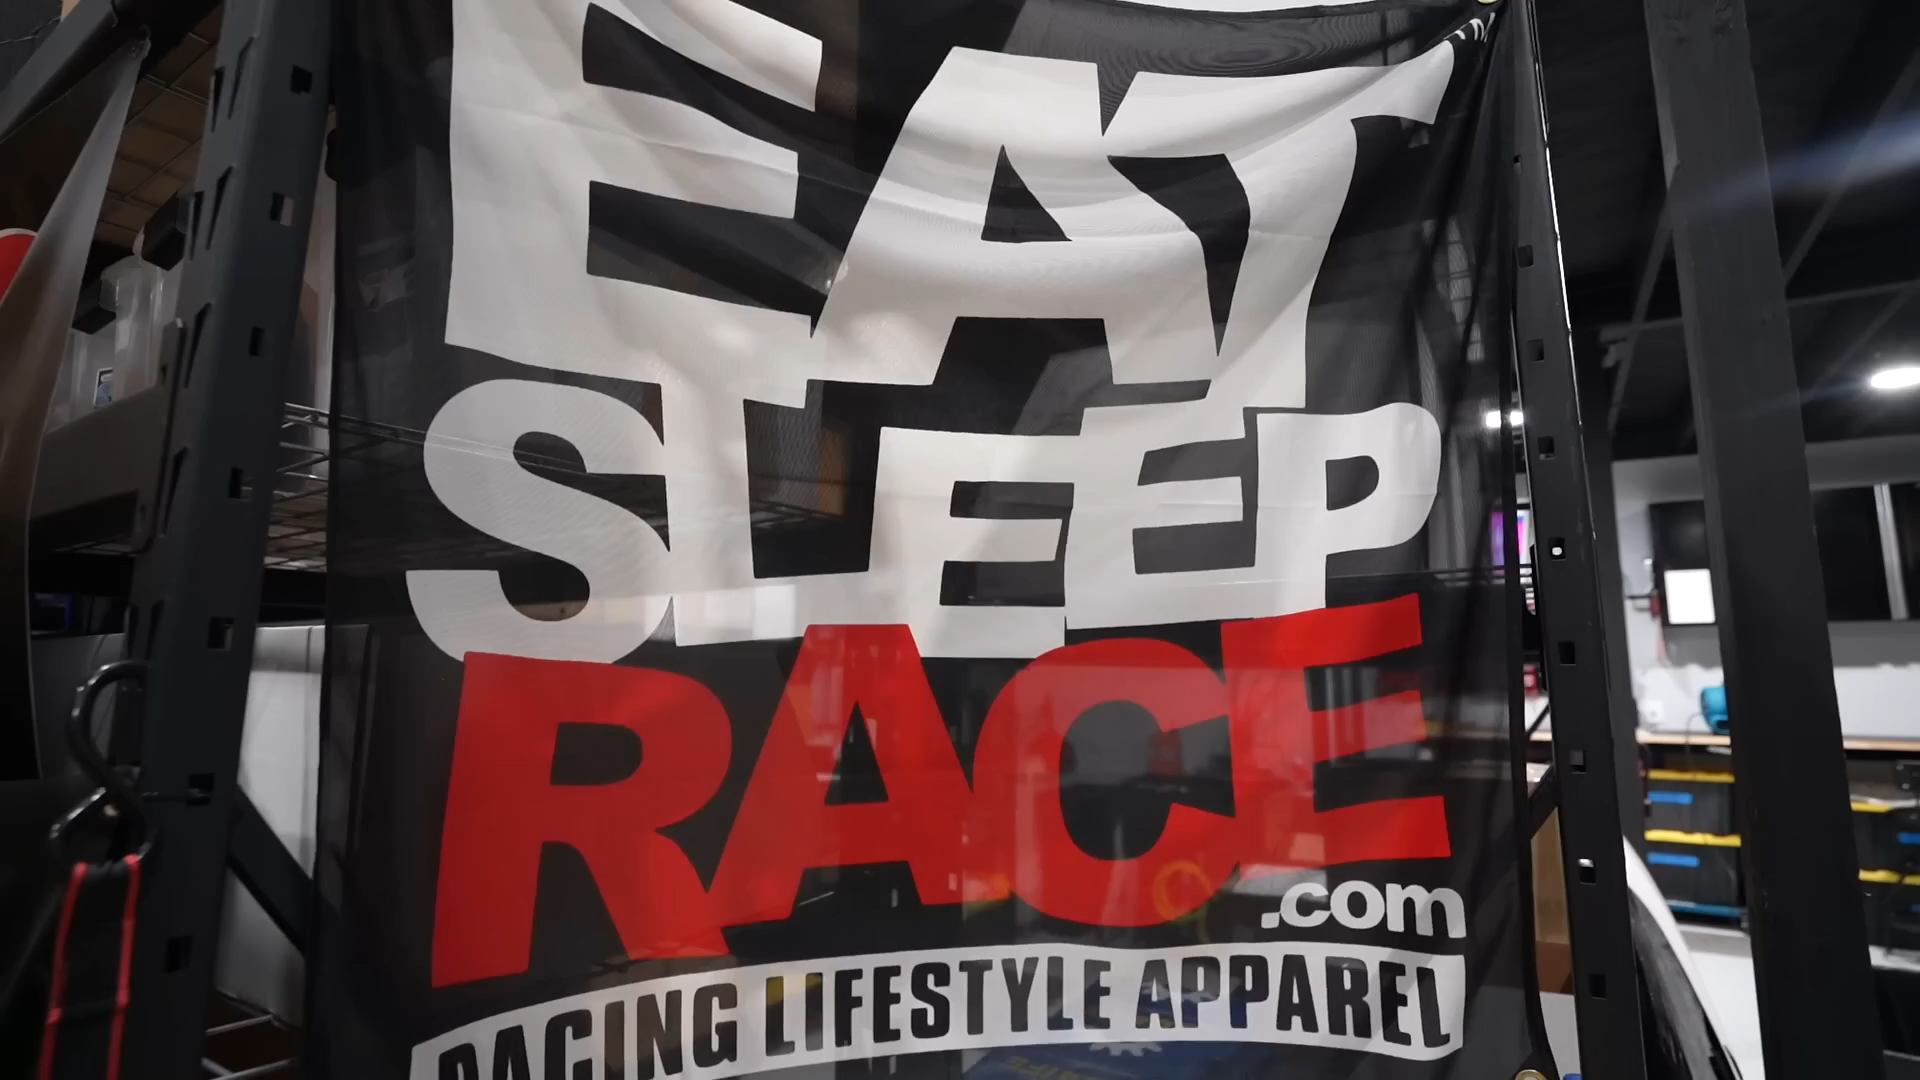 EAT
SLEEP
RACE
.com
RACING LIFESTYLE APPAREL